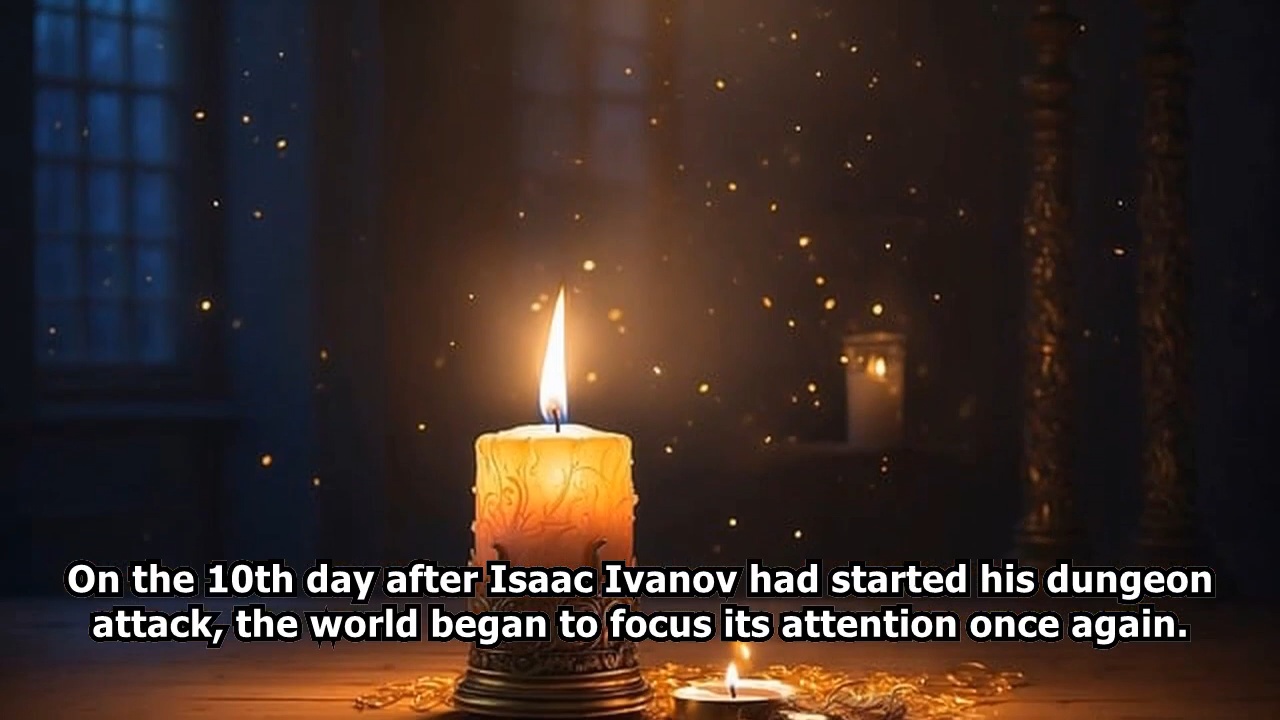 On the 10th day after Isaac Ivanov had started his dungeon
attack, the world began to focus its attention once again.